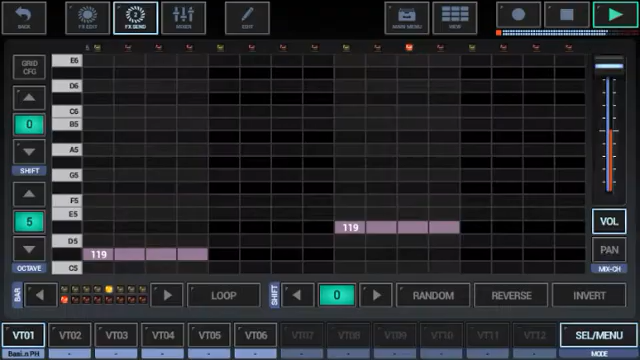 BACK
FX EDIT
2
FX SEND
MIXES
EDIT
MAIN MENU
VIEW
GRID
CFG
0
SHIFT
5
OCTAVE
E6
D6
C6
B5
A5
G5
F5
E5
D5
C5
119
119
VOL
PAN
MIX-CH
BAR
LOOP
SHIFT
0
RANDOM
REVERSE
INVERT
VT01
VT02
VT03
VT04
VT05
VT06
VT07
VT08
VT09
VT10
VT11
VT12
SEL/MENU
MODE